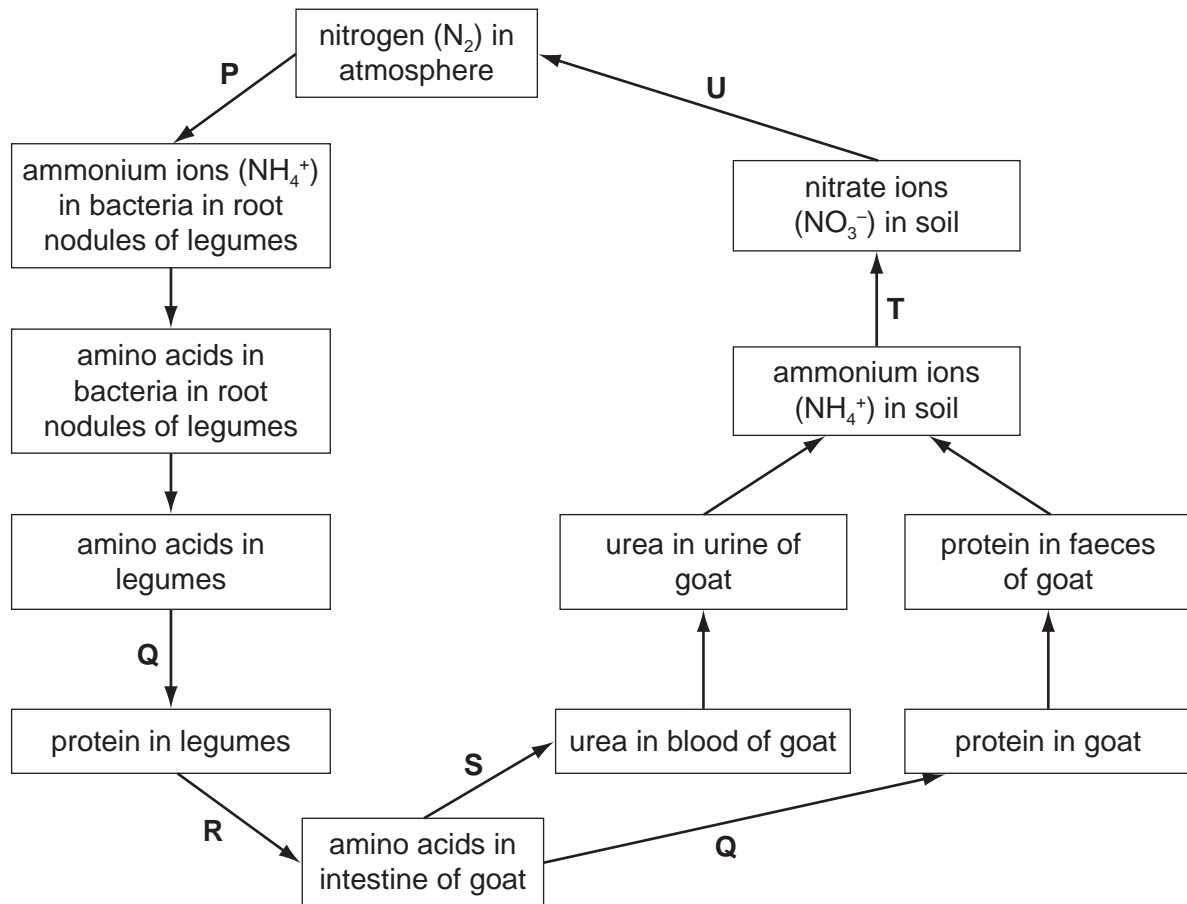 nitrogen (N₂) in
atmosphere
P
U
ammonium ions (NH₄⁺)
in bacteria in root
nodules of legumes
nitrate ions
(NO₃⁻) in soil
T
amino acids in
bacteria in root
nodules of legumes
ammonium ions
(NH₄⁺) in soil
amino acids in
legumes
urea in urine of
goat
protein in faeces
of goat
Q
protein in legumes
urea in blood of goat
protein in goat
S
R
Q
amino acids in
intestine of goat